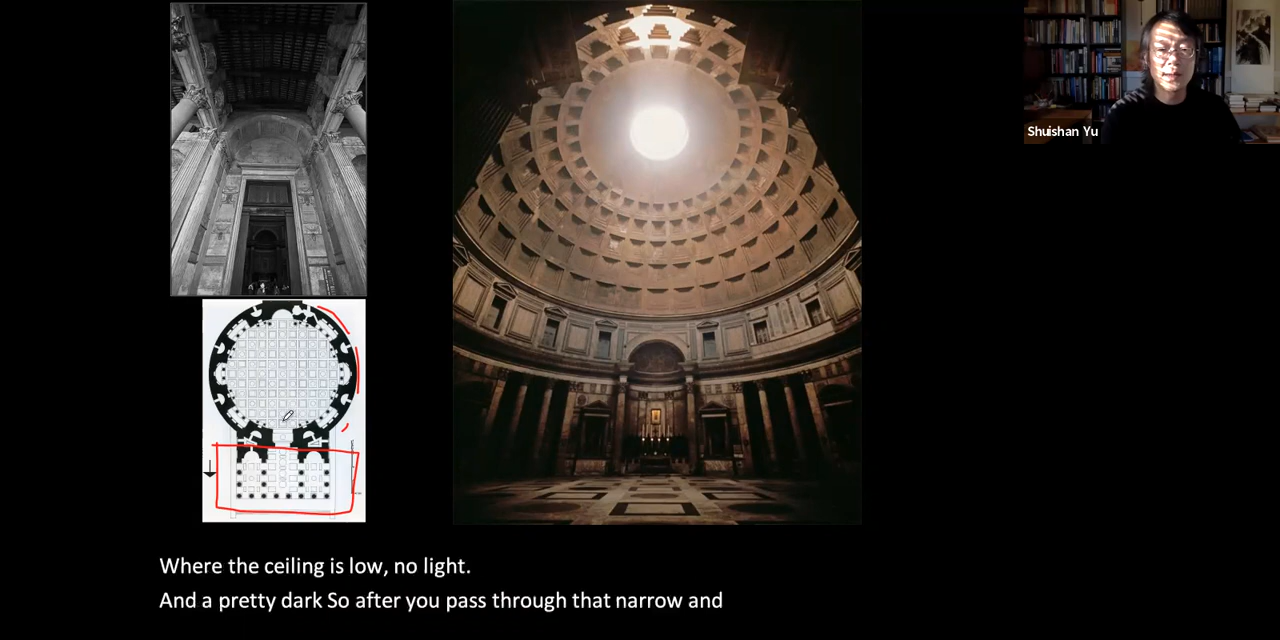 Shuishan Yu
Where the ceiling is low, no light.
And a pretty dark So after you pass through that narrow and